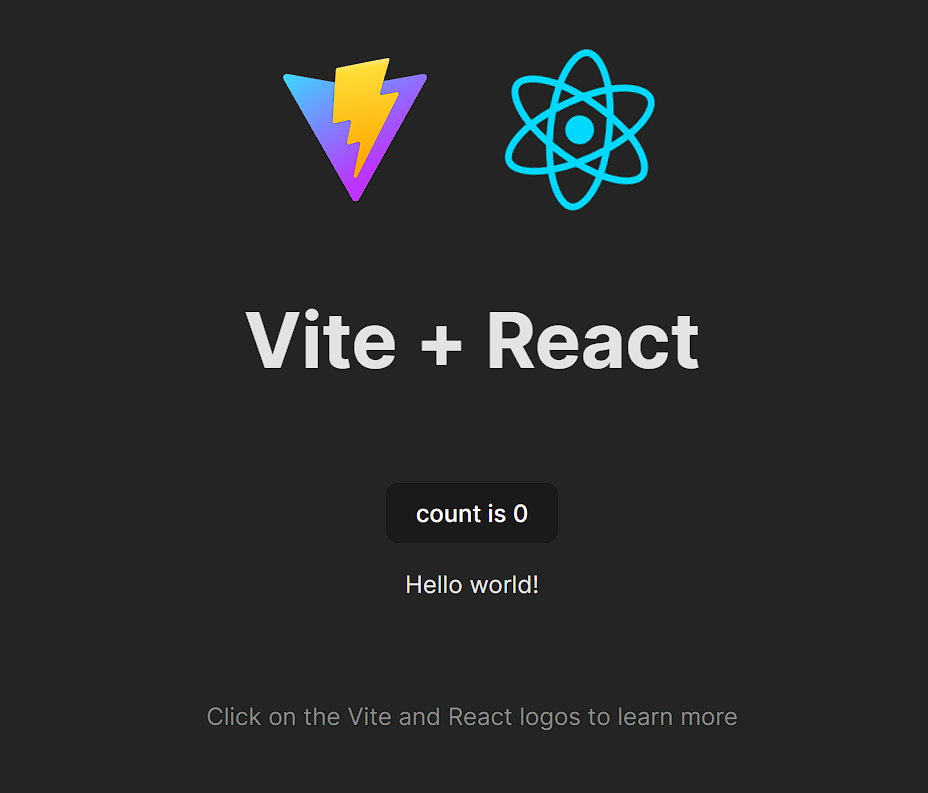 Vite + React
count is 0
Hello world!
Click on the Vite and React logos to learn more